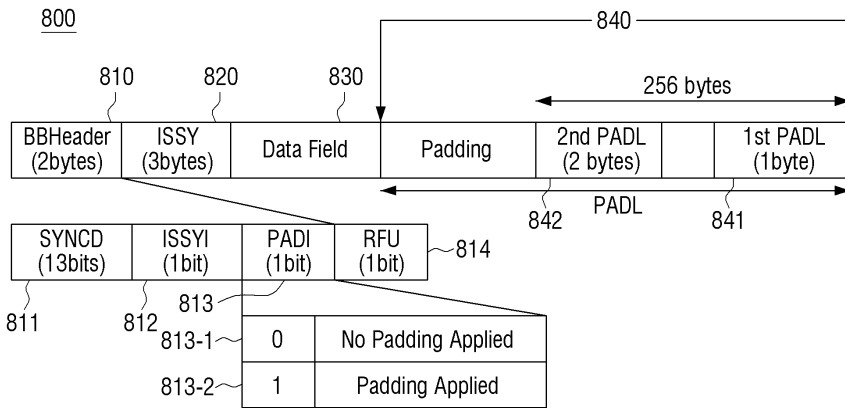 800
840
810
820
830
256 bytes
BBHeader
(2bytes)
ISSY
(3bytes)
Data Field
Padding
2nd PADL
(2 bytes)
1st PADL
(1byte)
842
PADL
841
SYNCD
(13bits)
ISSYI
(1bit)
PADI
(1bit)
RFU
(1bit)
814
811
812
813
813-1
0
No Padding Applied
813-2
1
Padding Applied